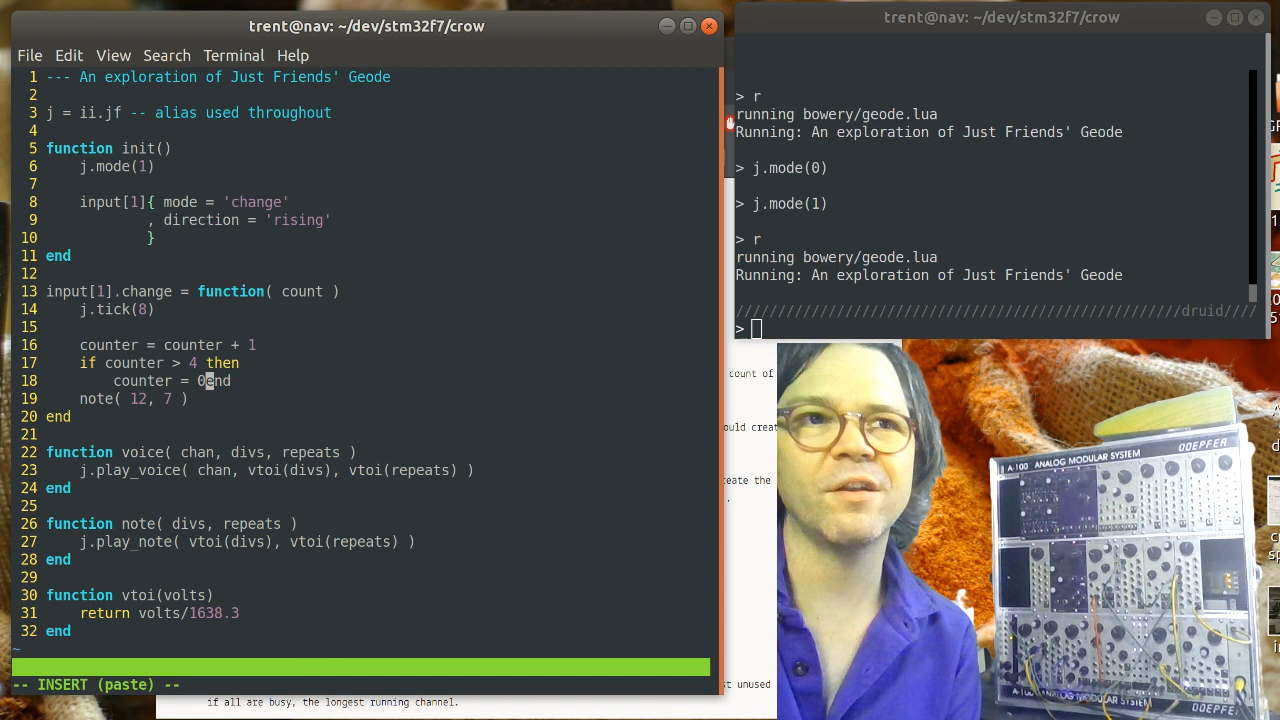 trent@nav: ~/dev/stm32f7/crow
File Edit View Search Terminal Help
1 --- An exploration of Just Friends' Geode
2
3 j = ii.jf -- alias used throughout
4
5 function init()
6 j.mode(1)
7
8 input[1]{ mode = 'change'
9 , direction = 'rising'
10 }
11 end
12
13 input[1].change = function( count )
14 j.tick(8)
15
16 counter = counter + 1
17 if counter > 4 then
18 counter = 0end
19 note( 12, 7 )
20 end
21
22 function voice( chan, divs, repeats )
23 j.play_voice( chan, vtoi(divs), vtoi(repeats) )
24 end
25
26 function note( divs, repeats )
27 j.play_note( vtoi(divs), vtoi(repeats) )
28 end
29
30 function vtoi(volts)
31 return volts/1638.3
32 end
~
-- INSERT (paste) --
trent@nav: ~/dev/stm32f7/crow
> r
running bowery/geode.lua
Running: An exploration of Just Friends' Geode
> j.mode(0)
> j.mode(1)
> r
running bowery/geode.lua
Running: An exploration of Just Friends' Geode
//////////////////////////////////////////////////////druid////
>
count of
unused
if all are busy, the longest running channel.
A-100 ANALOG MODULAR SYSTEM
DOEPFER
A-100 ANALOG MODULAR SYSTEM
DOEPFER